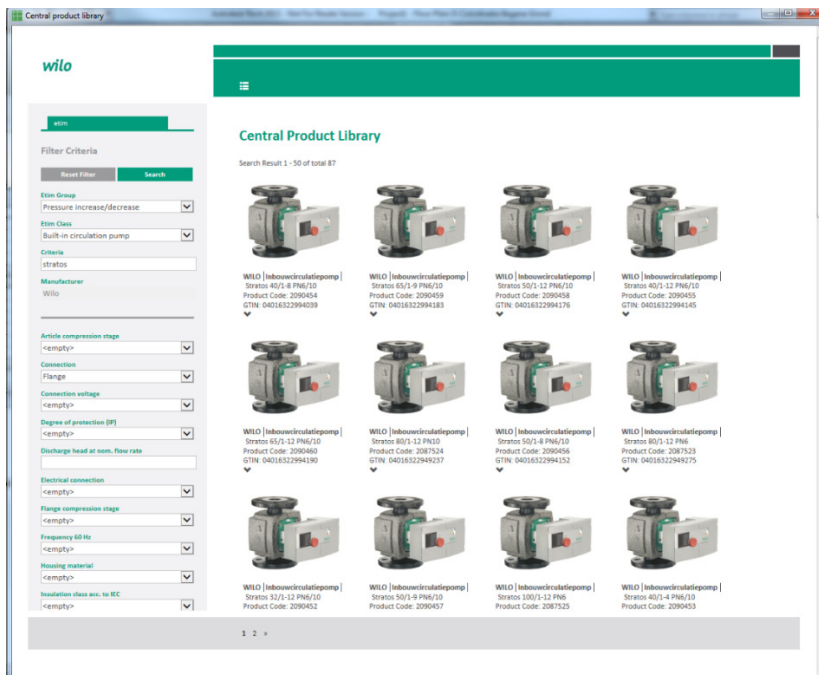 Central product library
wilo
etim
Filter Criteria
Reset Filter
Search
Etim Group
Pressure increase/decrease
Etim Class
Built-in circulation pump
Criteria
stratos
Manufacturer
Wilo
Article compression stage
<empty>
Connection
Flange
Connection voltage
<empty>
Degree of protection (IP)
<empty>
Discharge head at nom. flow rate
Electrical connection
<empty>
Flange compression stage
<empty>
Frequency 60 Hz
<empty>
Housing material
<empty>
Insulation class acc. to IEC
<empty>
Central Product Library
Search Result 1 - 50 of total 87
WILO |Inbouwcirculatiepomp|
Stratos 40/1-8 PN6/10
Product Code: 2090454
GTIN: 04016322994039
WILO |Inbouwcirculatiepomp|
Stratos 65/1-9 PN6/10
Product Code: 2090459
GTIN: 04016322994183
WILO |Inbouwcirculatiepomp|
Stratos 50/1-12 PN6/10
Product Code: 2090458
GTIN: 04016322994176
WILO |Inbouwcirculatiepomp|
Stratos 40/1-12 PN6/10
Product Code: 2090455
GTIN: 04016322994145
WILO |Inbouwcirculatiepomp|
Stratos 65/1-12 PN6/10
Product Code: 2090460
GTIN: 04016322994190
WILO |Inbouwcirculatiepomp|
Stratos 80/1-12 PN10
Product Code: 2087524
GTIN: 04016322949237
WILO |Inbouwcirculatiepomp|
Stratos 50/1-8 PN6/10
Product Code: 2090456
GTIN: 04016322994152
WILO |Inbouwcirculatiepomp|
Stratos 80/1-12 PN6
Product Code: 2087523
GTIN: 04016322949275
WILO |Inbouwcirculatiepomp|
Stratos 32/1-12 PN6/10
Product Code: 2090452
WILO |Inbouwcirculatiepomp|
Stratos 50/1-9 PN6/10
Product Code: 2090457
WILO |Inbouwcirculatiepomp|
Stratos 100/1-12 PN6
Product Code: 2087525
WILO |Inbouwcirculatiepomp|
Stratos 40/1-4 PN6/10
Product Code: 2090453
1 2 »